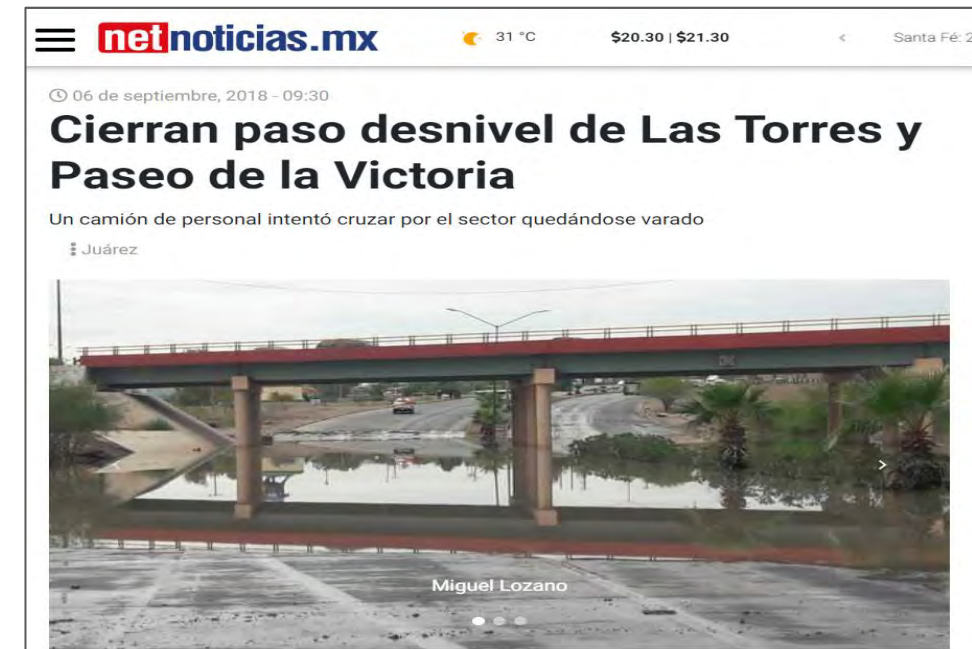 netnoticias.mx 31 °C $20.30 | $21.30 < Santa Fé: 2
06 de septiembre, 2018 - 09:30
Cierran paso desnivel de Las Torres y
Paseo de la Victoria
Un camión de personal intentó cruzar por el sector quedándose varado
Juárez
Miguel Lozano